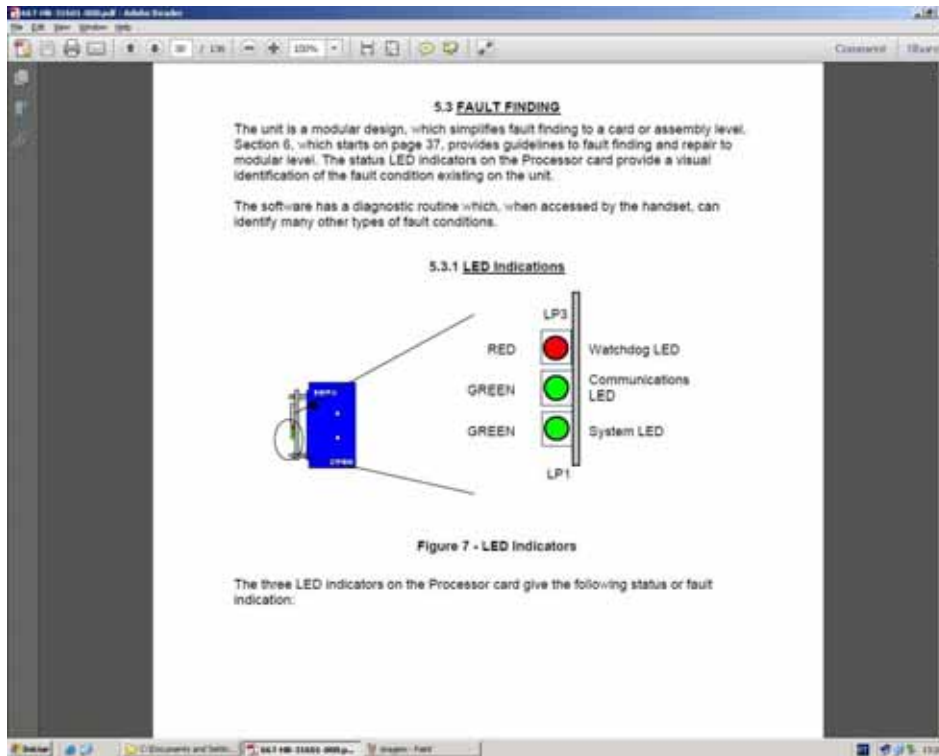 Adobe Reader
100%
Comment
5.3 FAULT FINDING
The unit is a modular design, which simplifies fault finding to a card or assembly level.
Section 6, which starts on page 37, provides guidelines to fault finding and repair to
modular level. The status LED indicators on the Processor card provide a visual
identification of the fault condition existing on the unit.
The software has a diagnostic routine which, when accessed by the handset, can
identify many other types of fault conditions.
5.3.1 LED Indications
LP3
RED
Watchdog LED
GREEN
Communications
LED
GREEN
System LED
LP1
Figure 7 - LED Indicators
The three LED indicators on the Processor card give the following status or fault
indication: